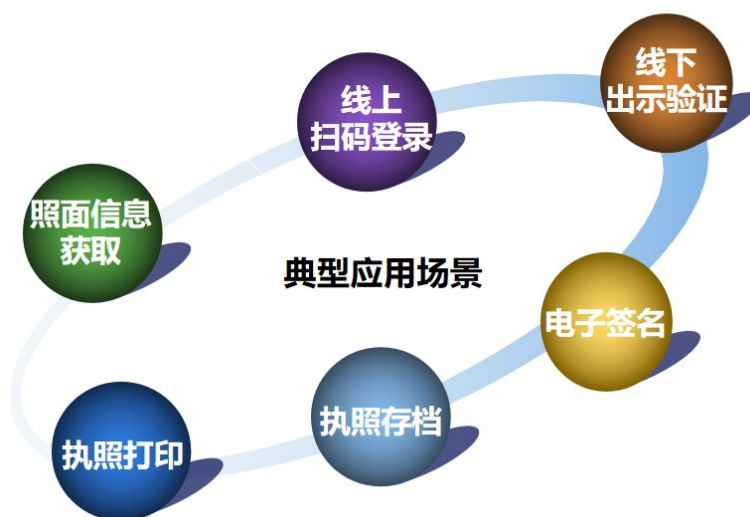 线下
出示验证
线上
扫码登录
照面信息
获取
典型应用场景
电子签名
执照存档
执照打印